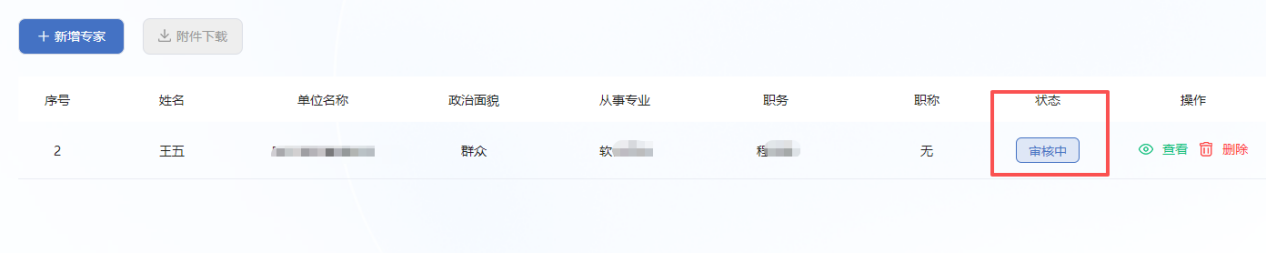 + 新增专家 附件下载
序号 姓名 单位名称 政治面貌 从事专业 职务 职称 状态 操作
2 王五 群众 软 程 无 审核中 查看 删除